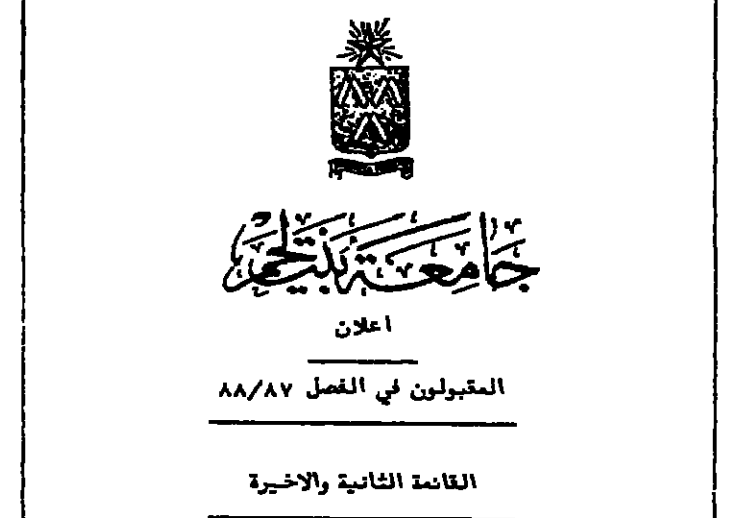 جامعة بيت لحم
اعلان
المقبولون في الفصل ٨٨/٨٧
القائمة الثانية والاخيرة